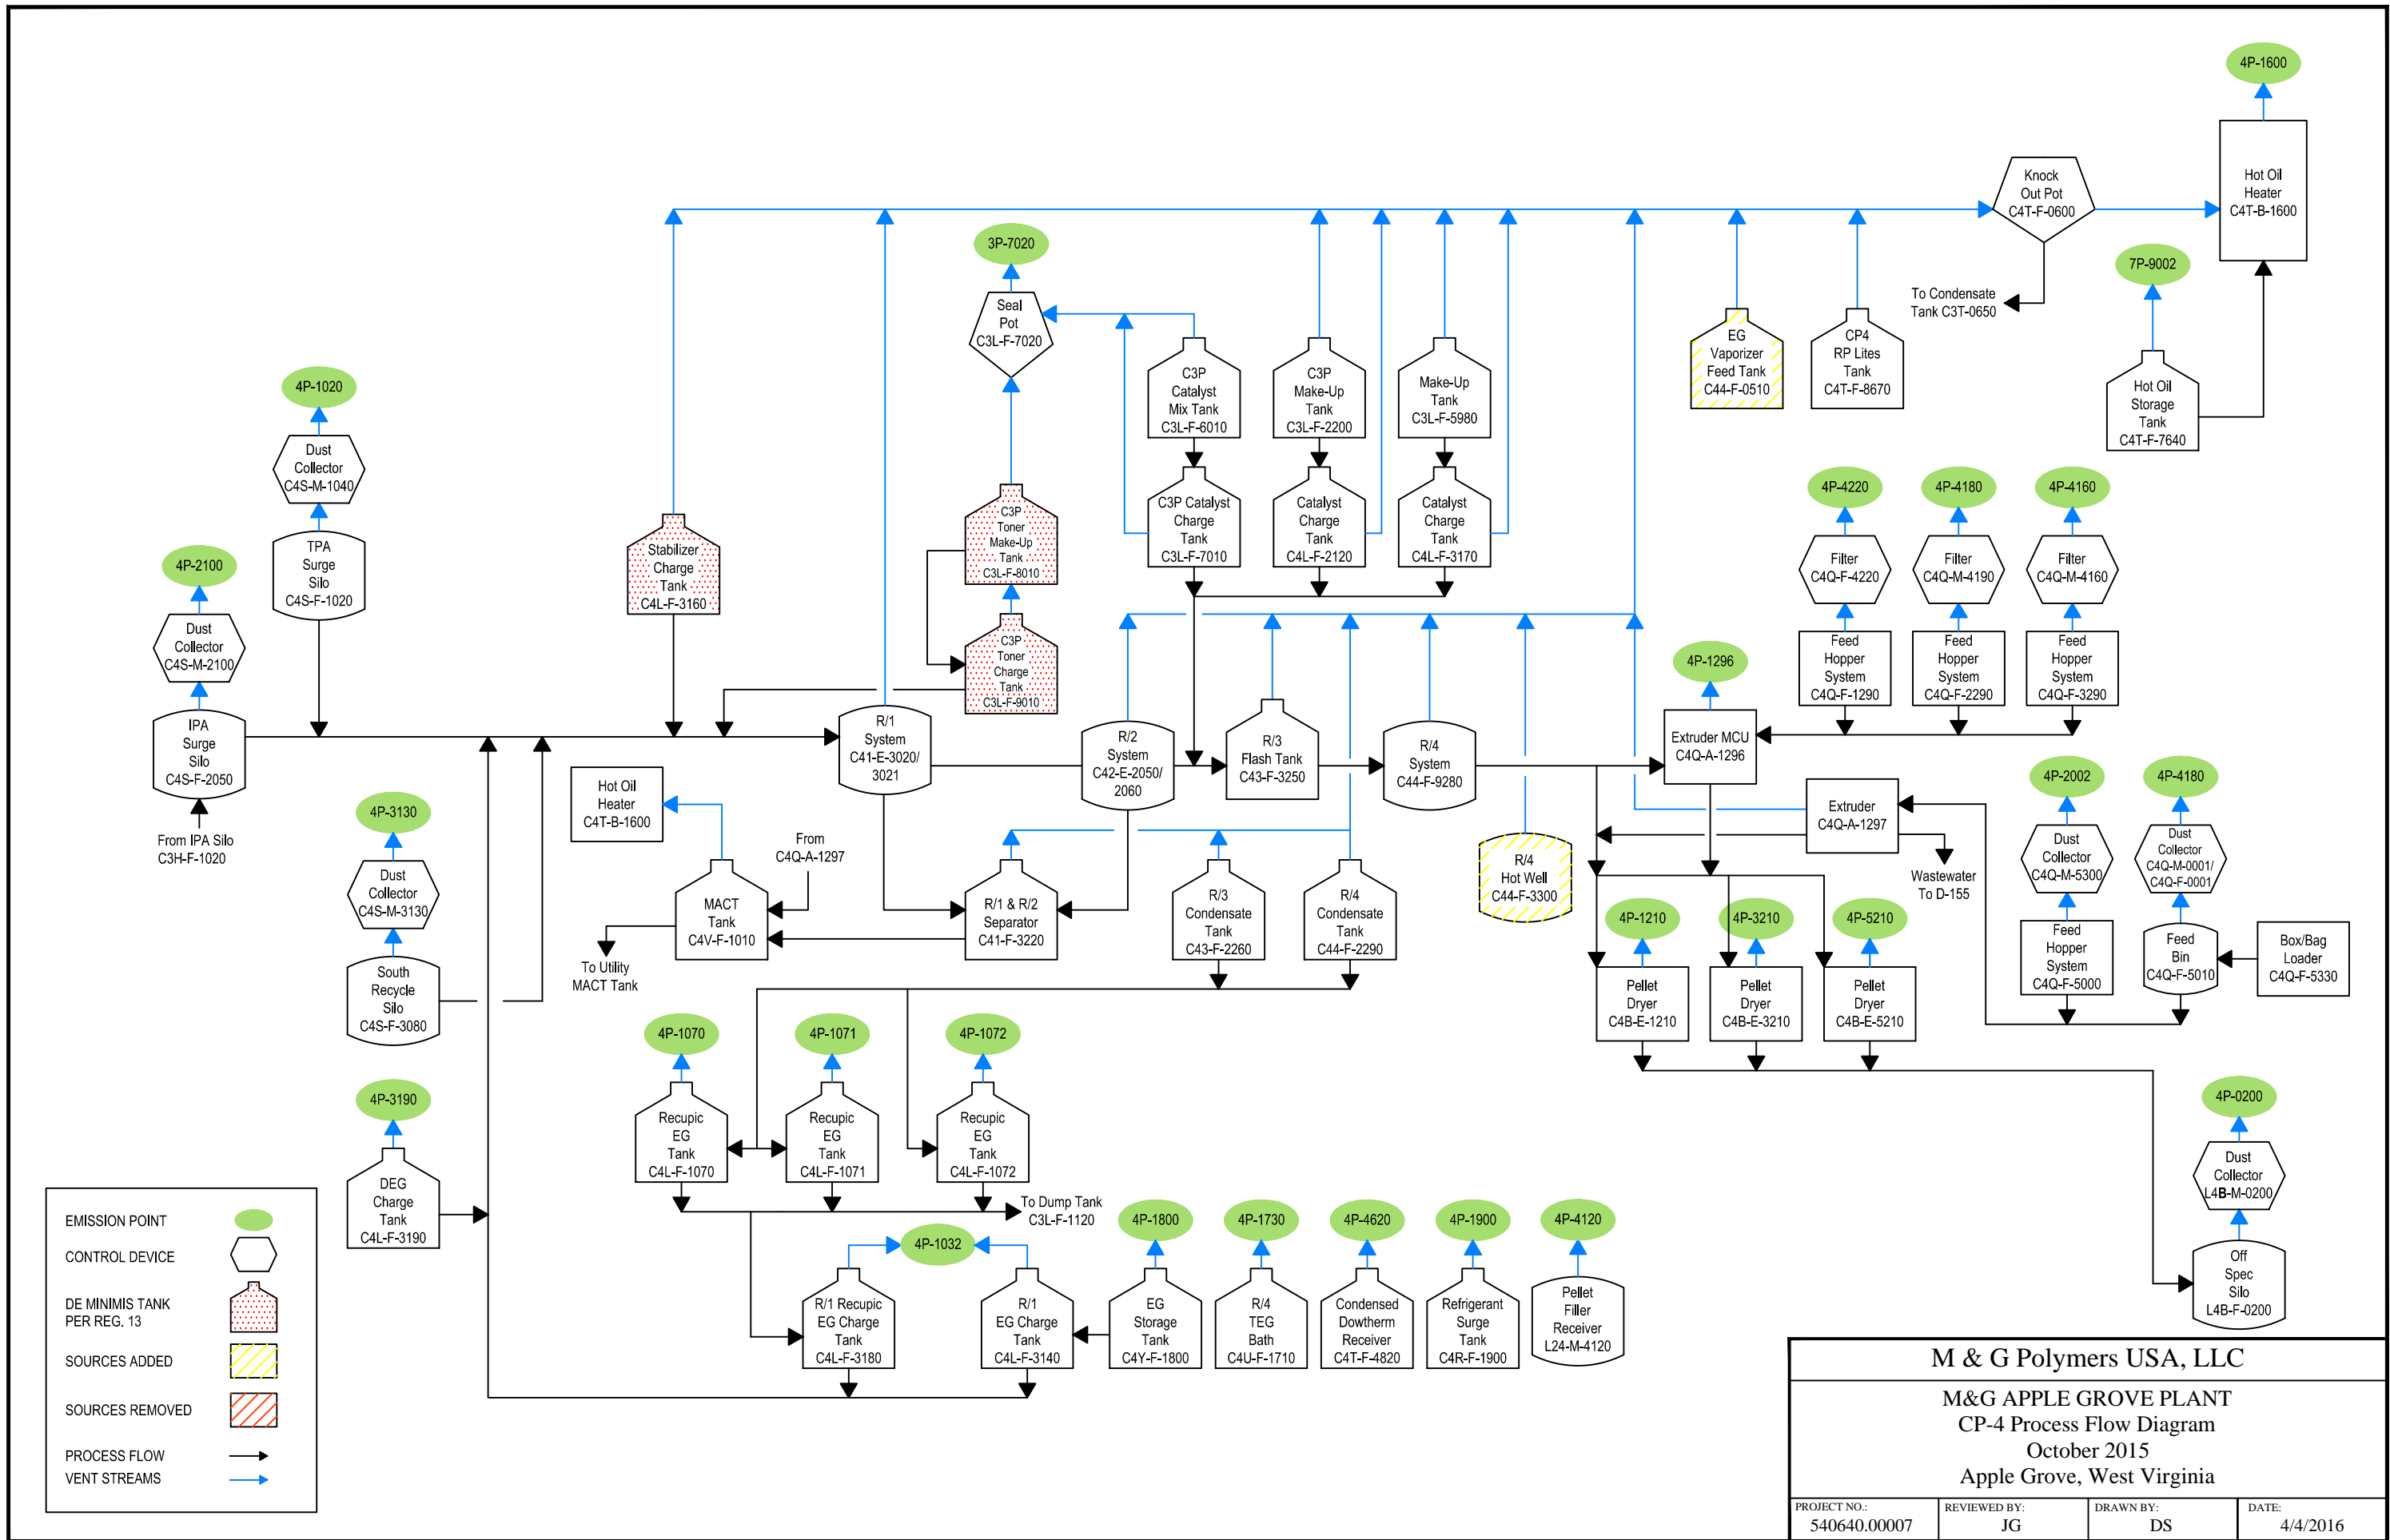 4P-1600
Hot Oil
Heater
C4T-B-1600
Knock
Out Pot
C4T-F-0600
To Condensate
Tank C3T-0650
7P-9002
Hot Oil
Storage
Tank
C4T-F-7640
3P-7020
Seal
Pot
C3L-F-7020
C3P
Catalyst
Mix Tank
C3L-F-6010
C3P
Make-Up
Tank
C3L-F-2200
Make-Up
Tank
C3L-F-5980
EG
Vaporizer
Feed Tank
C44-F-0510
CP4
RP Lites
Tank
C4T-F-8670
4P-1020
Dust
Collector
C4S-M-1040
TPA
Surge
Silo
C4S-F-1020
4P-2100
Dust
Collector
C4S-M-2100
IPA
Surge
Silo
C4S-F-2050
From IPA Silo
C3H-F-1020
Stabilizer
Charge
Tank
C4L-F-3160
C3P
Toner
Make-Up
Tank
C3L-F-8010
C3P
Toner
Charge
Tank
C3L-F-9010
C3P Catalyst
Charge
Tank
C3L-F-7010
Catalyst
Charge
Tank
C4L-F-2120
Catalyst
Charge
Tank
C4L-F-3170
4P-4220
Filter
C4Q-F-4220
Feed
Hopper
System
C4Q-F-1290
4P-4180
Filter
C4Q-M-4190
Feed
Hopper
System
C4Q-F-2290
4P-4160
Filter
C4Q-M-4160
Feed
Hopper
System
C4Q-F-3290
R/1
System
C41-E-3020/
3021
R/2
System
C42-E-2050/
2060
R/3
Flash Tank
C43-F-3250
R/4
System
C44-F-9280
4P-1296
Extruder MCU
C4Q-A-1296
Extruder
C4Q-A-1297
Wastewater
To D-155
4P-2002
Dust
Collector
C4Q-M-5300
Feed
Hopper
System
C4Q-F-5000
4P-4180
Dust
Collector
C4Q-M-0001/
C4Q-F-0001
Feed
Bin
C4Q-F-5010
Box/Bag
Loader
C4Q-F-5330
Hot Oil
Heater
C4T-B-1600
From
C4Q-A-1297
MACT
Tank
C4V-F-1010
To Utility
MACT Tank
R/1 & R/2
Separator
C41-F-3220
R/3
Condensate
Tank
C43-F-2260
R/4
Condensate
Tank
C44-F-2290
R/4
Hot Well
C44-F-3300
4P-3130
Dust
Collector
C4S-M-3130
South
Recycle
Silo
C4S-F-3080
4P-1210
Pellet
Dryer
C4B-E-1210
4P-3210
Pellet
Dryer
C4B-E-3210
4P-5210
Pellet
Dryer
C4B-E-5210
4P-1070
Recupic
EG
Tank
C4L-F-1070
4P-1071
Recupic
EG
Tank
C4L-F-1071
4P-1072
Recupic
EG
Tank
C4L-F-1072
To Dump Tank
C3L-F-1120
4P-3190
DEG
Charge
Tank
C4L-F-3190
4P-1032
R/1 Recupic
EG Charge
Tank
C4L-F-3180
R/1
EG Charge
Tank
C4L-F-3140
4P-1800
EG
Storage
Tank
C4Y-F-1800
4P-1730
R/4
TEG
Bath
C4U-F-1710
4P-4620
Condensed
Dowtherm
Receiver
C4T-F-4820
4P-1900
Refrigerant
Surge
Tank
C4R-F-1900
4P-4120
Pellet
Filler
Receiver
L24-M-4120
4P-0200
Dust
Collector
L4B-M-0200
Off
Spec
Silo
L4B-F-0200
EMISSION POINT
CONTROL DEVICE
DE MINIMIS TANK
PER REG. 13
SOURCES ADDED
SOURCES REMOVED
PROCESS FLOW
VENT STREAMS
M & G Polymers USA, LLC
M&G APPLE GROVE PLANT
CP-4 Process Flow Diagram
October 2015
Apple Grove, West Virginia
PROJECT NO.:
540640.00007
REVIEWED BY:
JG
DRAWN BY:
DS
DATE:
4/4/2016